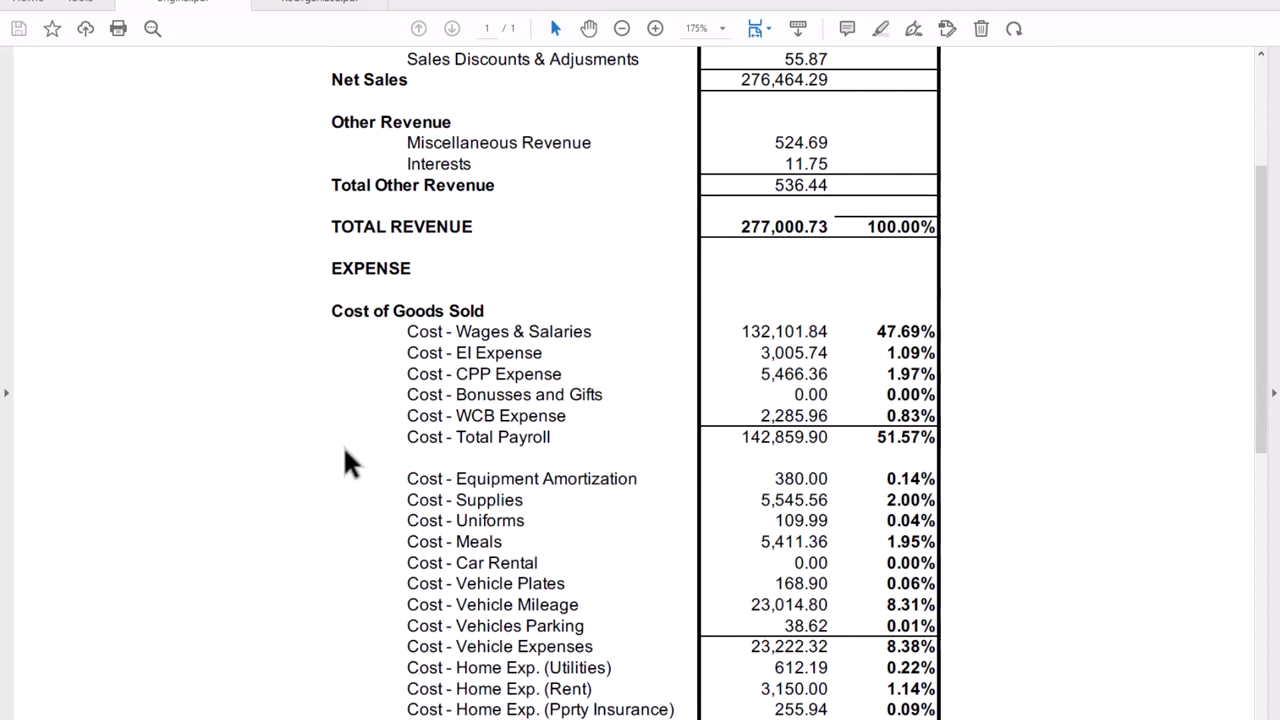 1 / 1
175%
Sales Discounts & Adjusments 55.87
Net Sales 276,464.29
Other Revenue
Miscellaneous Revenue 524.69
Interests 11.75
Total Other Revenue 536.44
TOTAL REVENUE 277,000.73 100.00%
EXPENSE
Cost of Goods Sold
Cost - Wages & Salaries 132,101.84 47.69%
Cost - EI Expense 3,005.74 1.09%
Cost - CPP Expense 5,466.36 1.97%
Cost - Bonusses and Gifts 0.00 0.00%
Cost - WCB Expense 2,285.96 0.83%
Cost - Total Payroll 142,859.90 51.57%
Cost - Equipment Amortization 380.00 0.14%
Cost - Supplies 5,545.56 2.00%
Cost - Uniforms 109.99 0.04%
Cost - Meals 5,411.36 1.95%
Cost - Car Rental 0.00 0.00%
Cost - Vehicle Plates 168.90 0.06%
Cost - Vehicle Mileage 23,014.80 8.31%
Cost - Vehicles Parking 38.62 0.01%
Cost - Vehicle Expenses 23,222.32 8.38%
Cost - Home Exp. (Utilities) 612.19 0.22%
Cost - Home Exp. (Rent) 3,150.00 1.14%
Cost - Home Exp. (Pprty Insurance) 255.94 0.09%